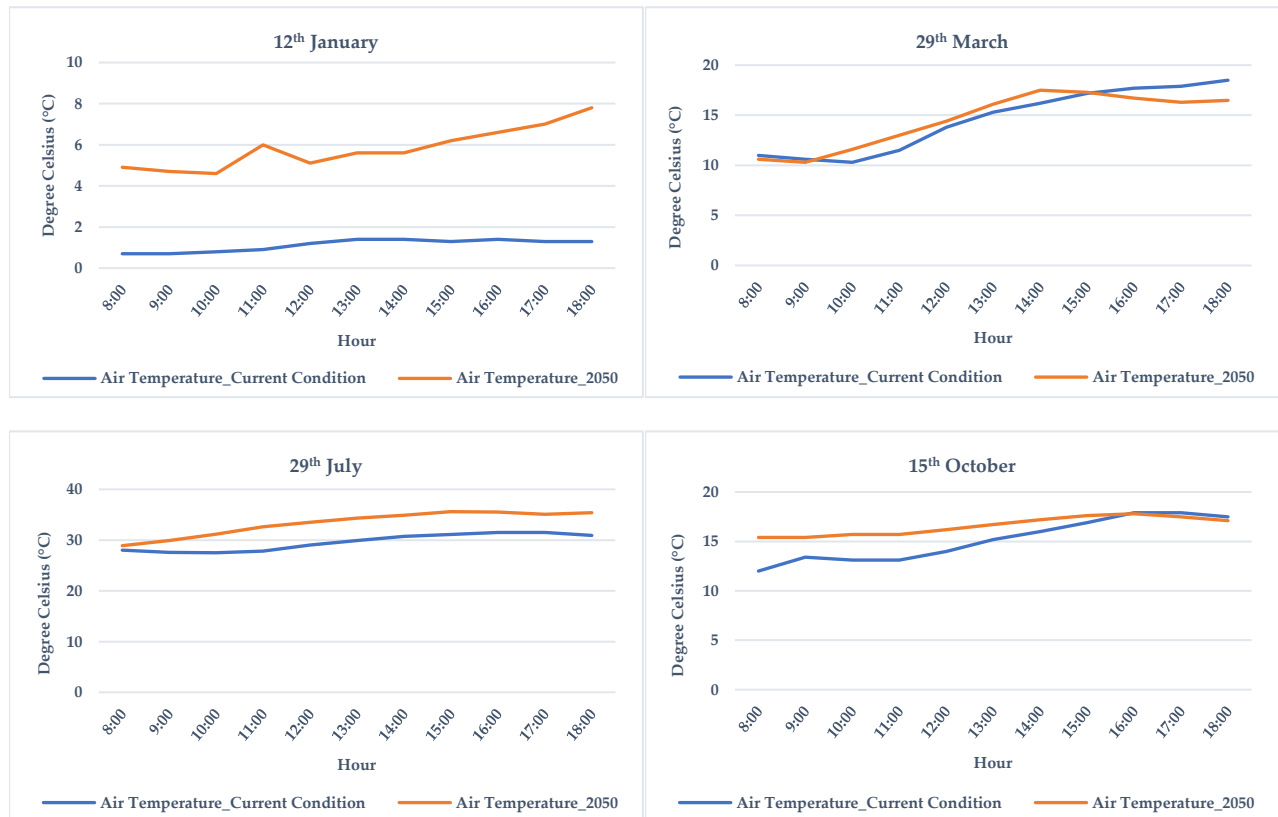 12th January
10
8
6
4
2
0
Degree Celsius (°C)
8:00 9:00 10:00 11:00 12:00 13:00 14:00 15:00 16:00 17:00 18:00
Hour
Air Temperature_Current Condition Air Temperature_2050
29th March
20
15
10
5
0
Degree Celsius (°C)
8:00 9:00 10:00 11:00 12:00 13:00 14:00 15:00 16:00 17:00 18:00
Hour
Air Temperature_Current Condition Air Temperature_2050
29th July
40
30
20
10
0
Degree Celsius (°C)
8:00 9:00 10:00 11:00 12:00 13:00 14:00 15:00 16:00 17:00 18:00
Hour
Air Temperature_Current Condition Air Temperature_2050
15th October
20
15
10
5
0
Degree Celsius (°C)
8:00 9:00 10:00 11:00 12:00 13:00 14:00 15:00 16:00 17:00 18:00
Hour
Air Temperature_Current Condition Air Temperature_2050